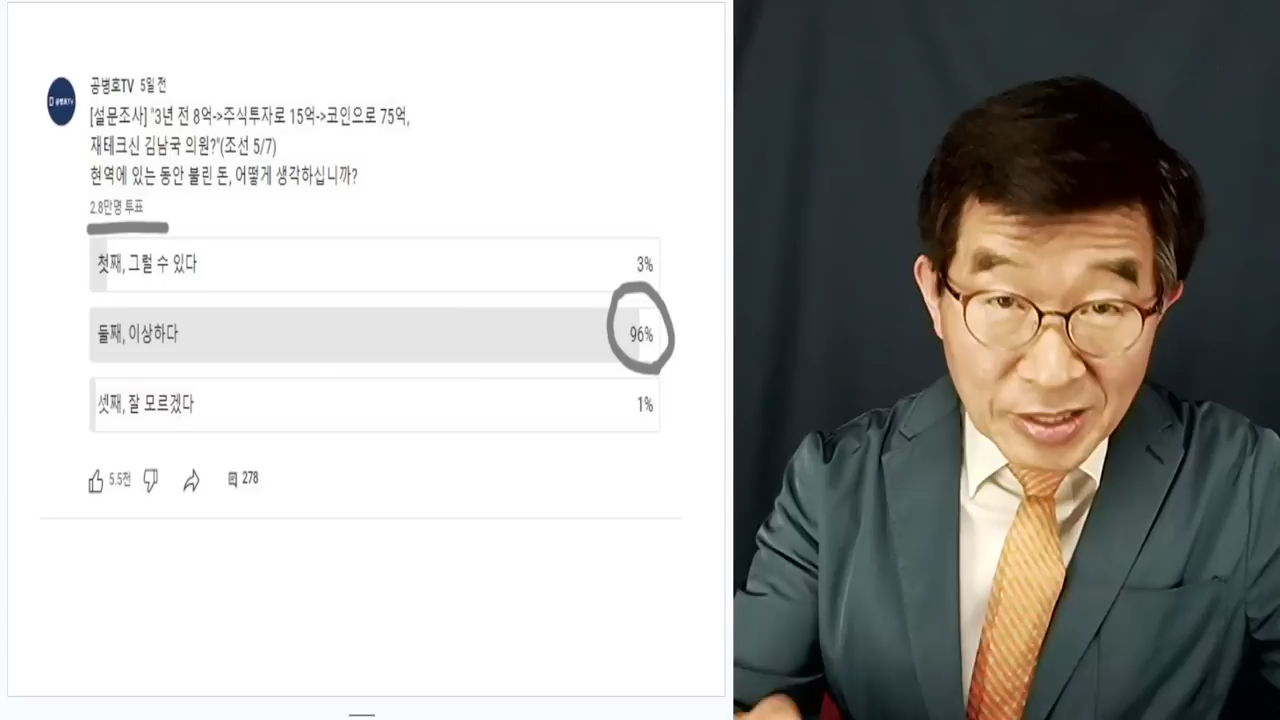 공병호TV 5일 전
공병호TV
[설문조사] "3년 전 8억->주식투자로 15억->코인으로 75억,
재테크신 김남국 의원?"(조선 5/7)
현역에 있는 동안 불린 돈, 어떻게 생각하십니까?
2.8만명 투표
첫째, 그럴 수 있다 3%
둘째, 이상하다 96%
셋째, 잘 모르겠다 1%
5.5천 278